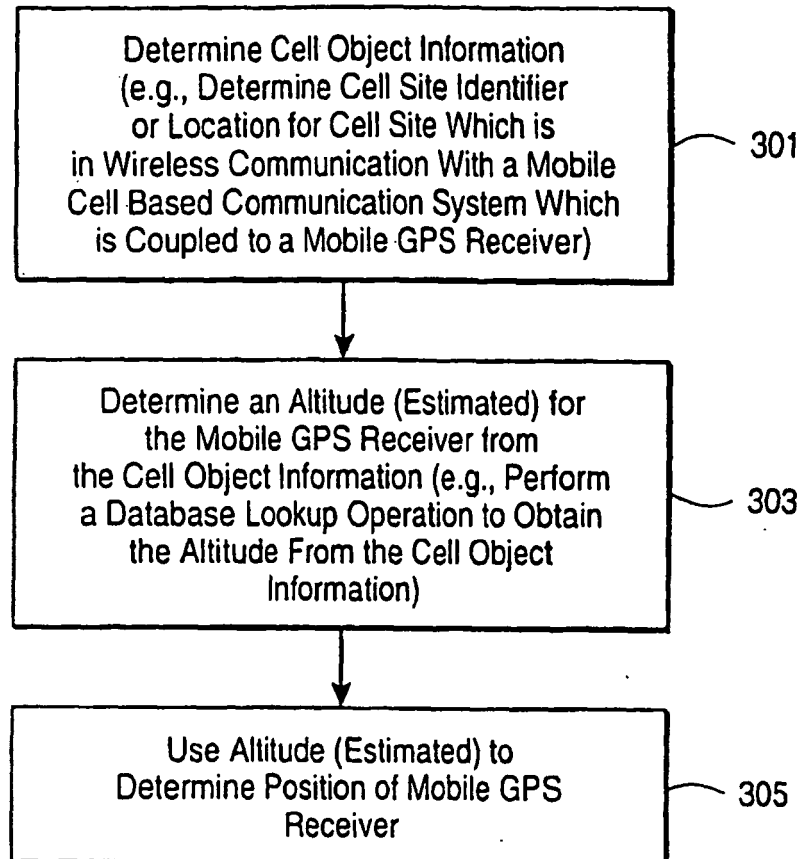 Determine Cell Object Information
(e.g., Determine Cell Site Identifier
or Location for Cell Site Which is
in Wireless Communication With a Mobile
Cell Based Communication System Which
is Coupled to a Mobile GPS Receiver)
301
Determine an Altitude (Estimated) for
the Mobile GPS Receiver from
the Cell Object Information (e.g., Perform
a Database Lookup Operation to Obtain
the Altitude From the Cell Object
Information)
303
Use Altitude (Estimated) to
Determine Position of Mobile GPS
Receiver
305